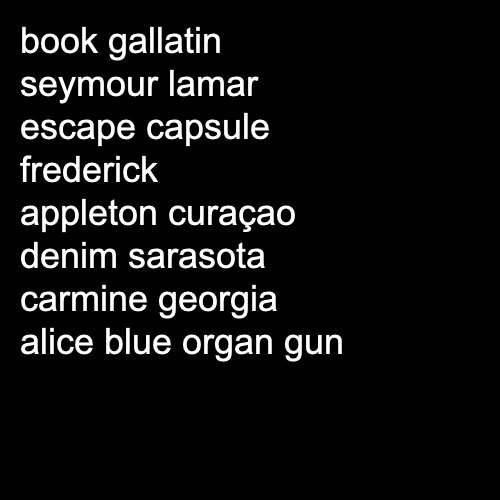 book gallatin
seymour lamar
escape capsule
frederick
appleton curaçao
denim sarasota
carmine georgia
alice blue organ gun